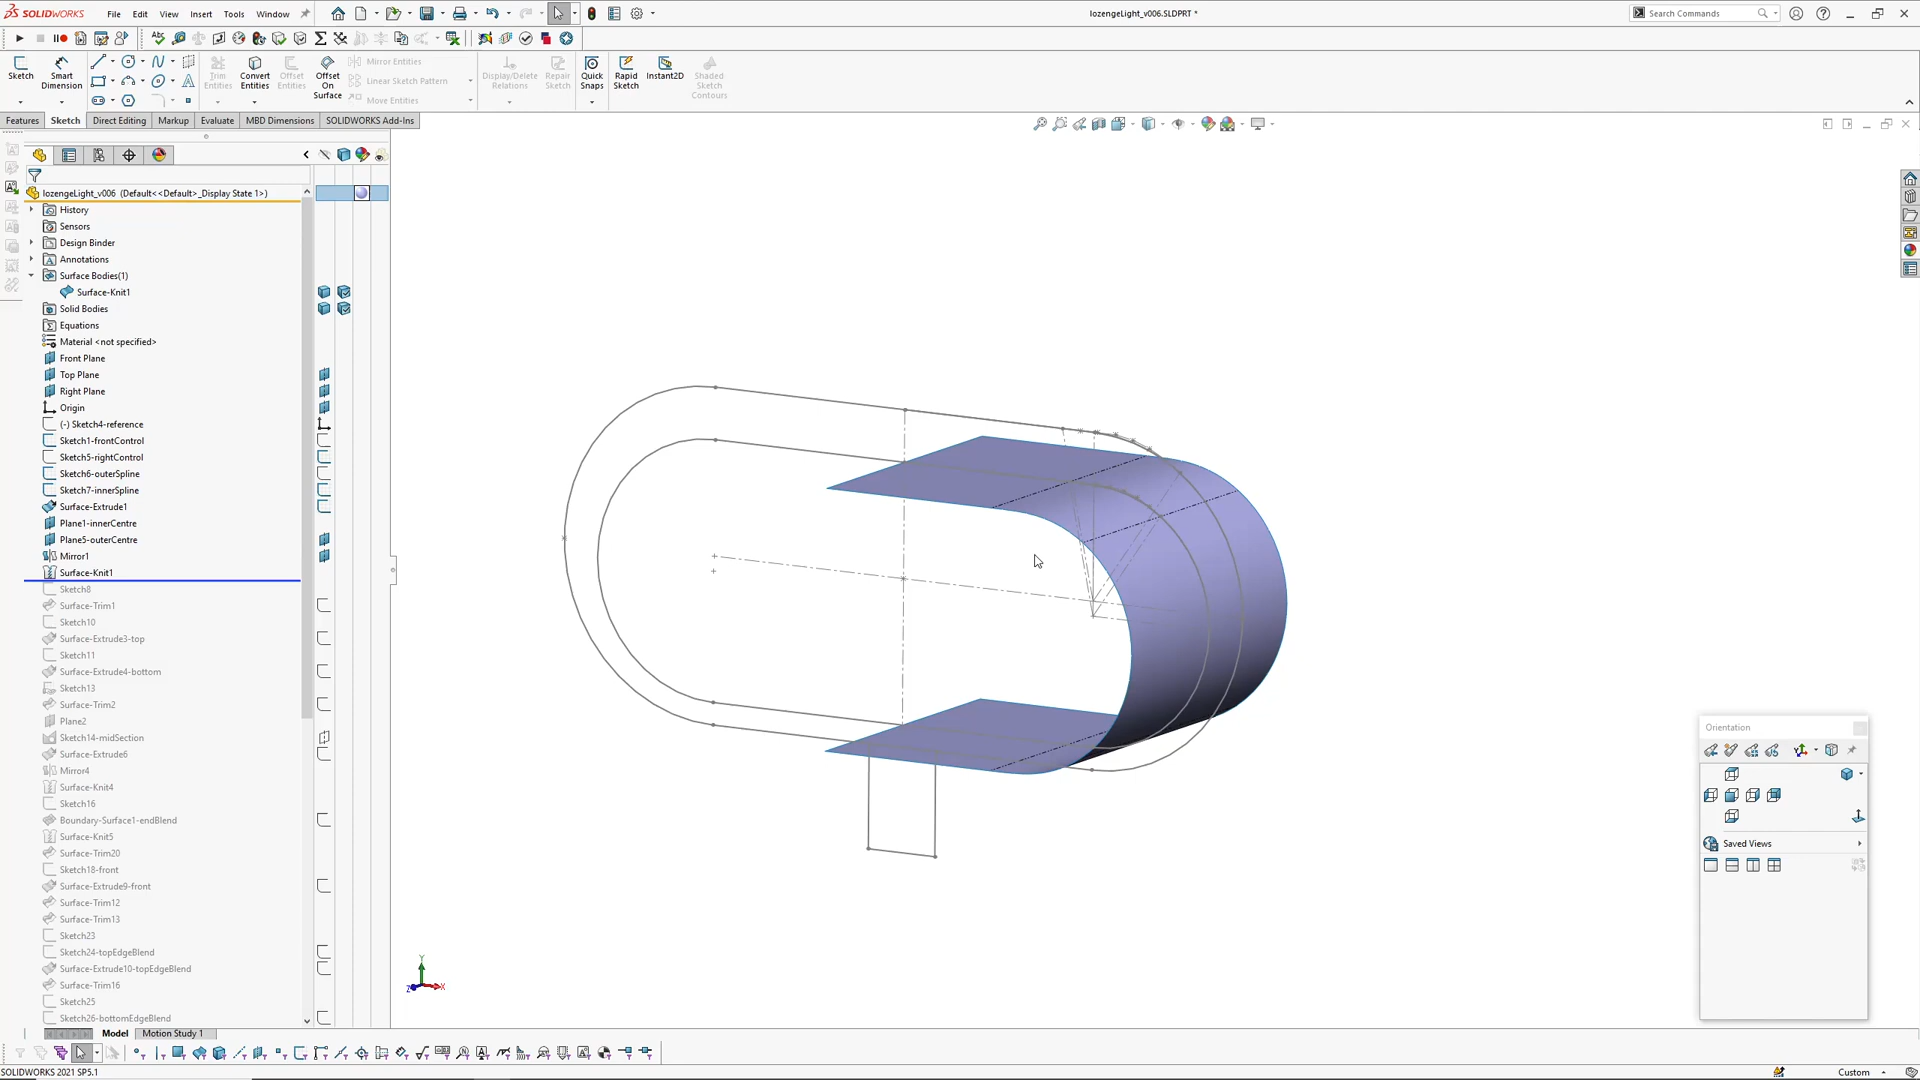 SOLIDWORKS
File Edit View Insert Tools Window
lozengeLight_v006.SLDPRT *
Search Commands
Sketch
Smart Dimension
Trim Entities
Convert Entities
Offset Entities
Offset On Surface
Mirror Entities
Linear Sketch Pattern
Move Entities
Display/Delete Relations
Repair Sketch
Quick Snaps
Rapid Sketch
Instant2D
Shaded Sketch Contours
Features Sketch Direct Editing Markup Evaluate MBD Dimensions SOLIDWORKS Add-Ins
lozengeLight_v006 (Default<<Default>_Display State 1>)
History
Sensors
Design Binder
Annotations
Surface Bodies(1)
Surface-Knit1
Solid Bodies
Equations
Material <not specified>
Front Plane
Top Plane
Right Plane
Origin
(-) Sketch4-reference
Sketch1-frontControl
Sketch5-rightControl
Sketch6-outerSpline
Sketch7-innerSpline
Surface-Extrude1
Plane1-innerCentre
Plane5-outerCentre
Mirror1
Surface-Knit1
Sketch8
Surface-Trim1
Sketch10
Surface-Extrude3-top
Sketch11
Surface-Extrude4-bottom
Sketch13
Surface-Trim2
Plane2
Sketch14-midSection
Surface-Extrude6
Mirror4
Surface-Knit4
Sketch16
Boundary-Surface1-endBlend
Surface-Knit5
Surface-Trim20
Sketch18-front
Surface-Extrude9-front
Surface-Trim12
Surface-Trim13
Sketch23
Sketch24-topEdgeBlend
Surface-Extrude10-topEdgeBlend
Surface-Trim16
Sketch25
Sketch26-bottomEdgeBlend
Orientation
Saved Views
Y
Z
X
Model Motion Study 1
SOLIDWORKS 2021 SP5.1
Custom